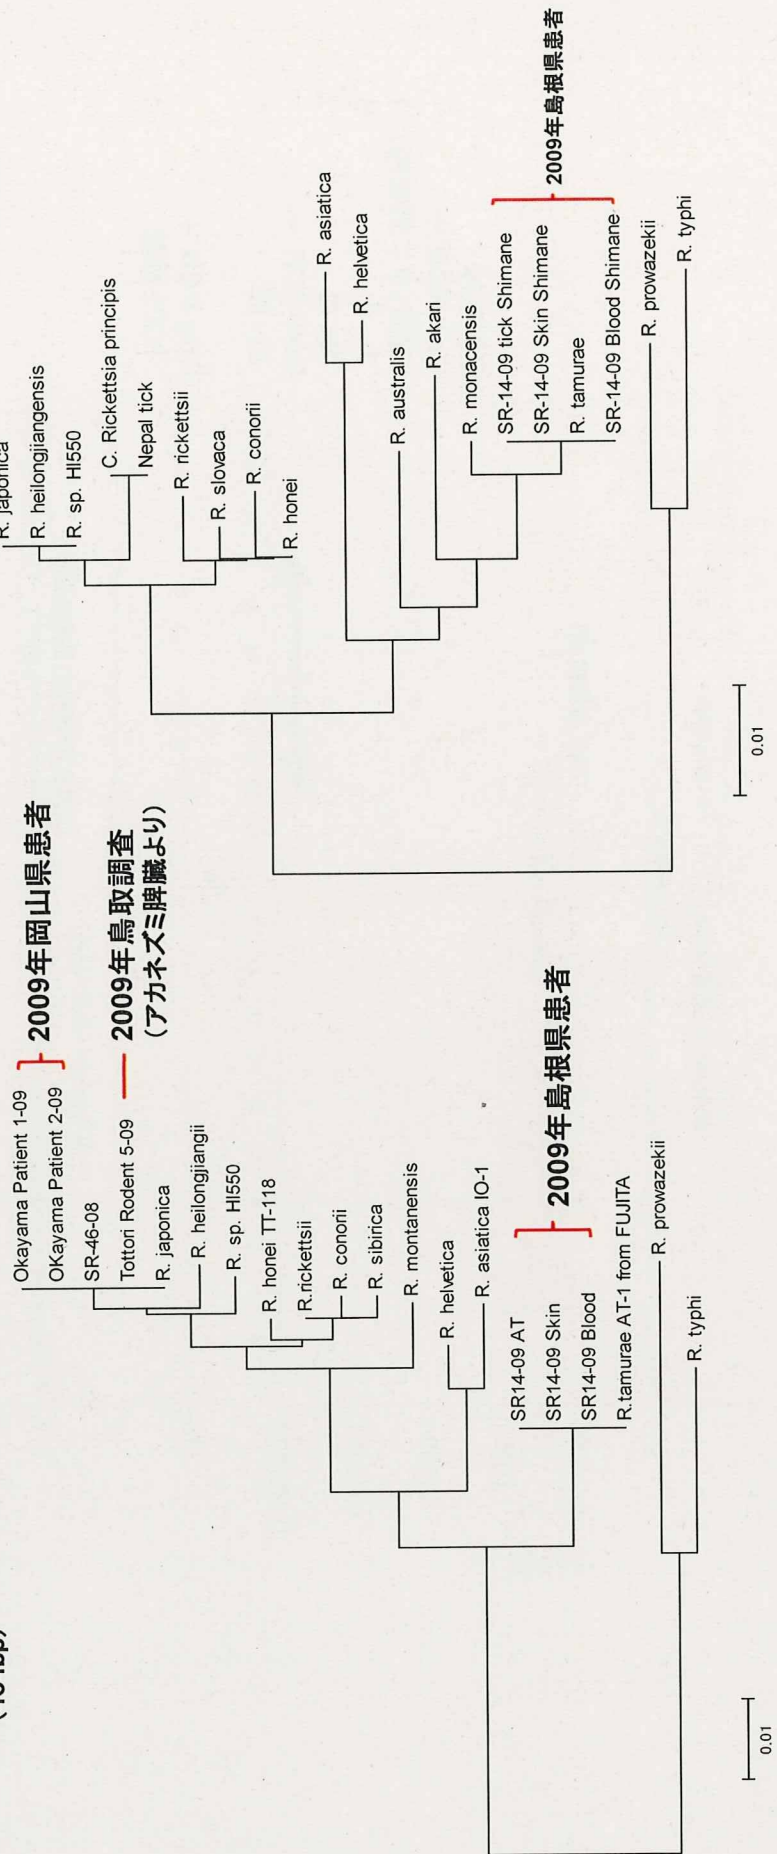 Okayama Patient 1-09
OKayama Patient 2-09
2009年岡山県患者
SR-46-08
Tottori Rodent 5-09
2009年鳥取調査
(アカネズミ脾臓より)
R. japonica
R. heilongjiangii
R. sp. HI550
R. honei TT-118
R.rickettsii
R. conorii
R. sibirica
R. montanensis
R. helvetica
R. asiatica IO-1
SR14-09 AT
SR14-09 Skin
SR14-09 Blood
2009年島根県患者
R.tamurae AT-1 from FUJITA
R. prowazekii
R. typhi
0.01
R. japonica
R. heilongjiangensis
R. sp. HI550
C. Rickettsia principis
Nepal tick
R. rickettsii
R. slovaca
R. conorii
R. honei
R. asiatica
R. helvetica
R. australis
R. akari
R. monacensis
SR-14-09 tick Shimane
SR-14-09 Skin Shimane
R. tamurae
SR-14-09 Blood Shimane
2009年島根県患者
R. prowazekii
R. typhi
0.01